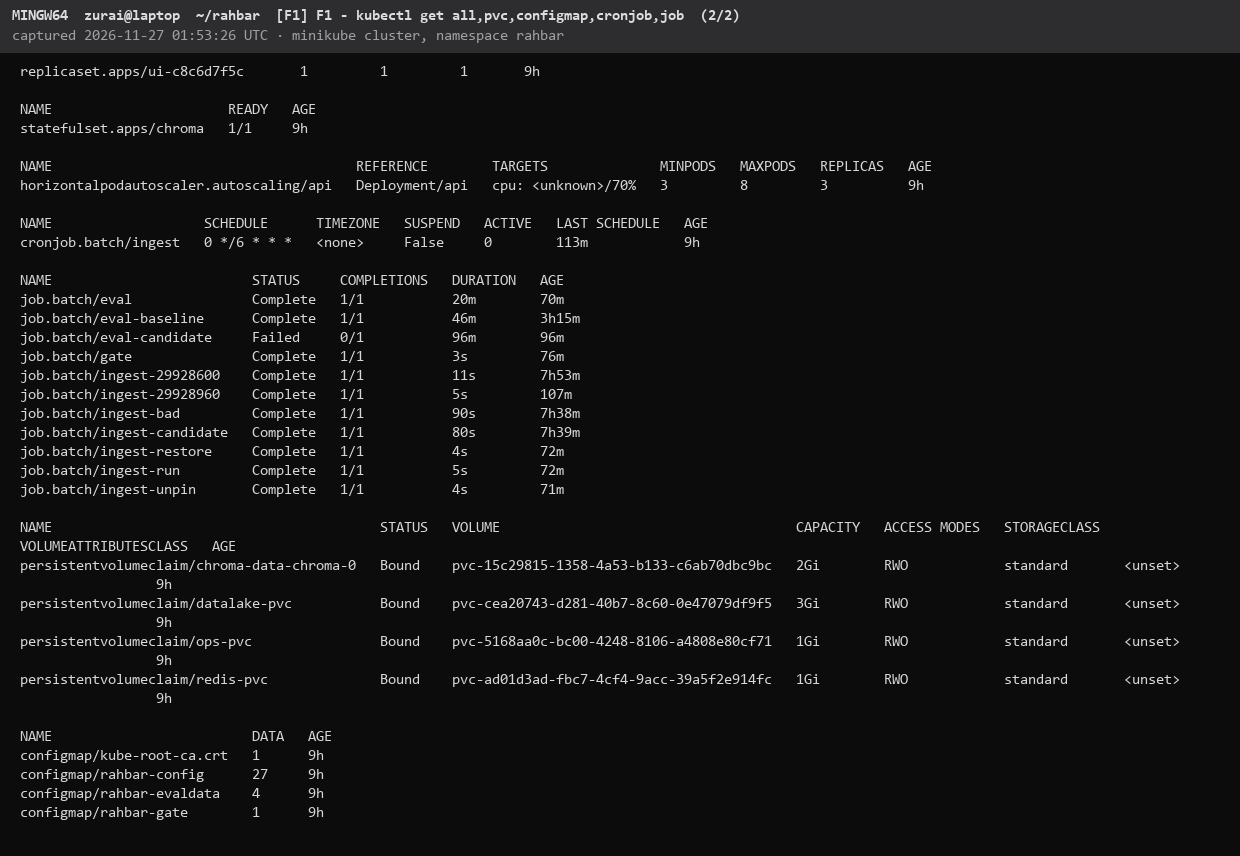 MINGW64  zurai@laptop  ~/rahbar  [F1] F1 - kubectl get all,pvc,configmap,cronjob,job  (2/2)
captured 2026-11-27 01:53:26 UTC · minikube cluster, namespace rahbar
replicaset.apps/ui-c8c6d7f5c       1         1         1       9h
NAME                      READY   AGE
statefulset.apps/chroma   1/1     9h
NAME                                      REFERENCE        TARGETS              MINPODS   MAXPODS   REPLICAS   AGE
horizontalpodautoscaler.autoscaling/api   Deployment/api   cpu: <unknown>/70%   3         8         3          9h
NAME                   SCHEDULE      TIMEZONE   SUSPEND   ACTIVE   LAST SCHEDULE   AGE
cronjob.batch/ingest   0 */6 * * *   <none>     False     0        113m            9h
NAME                         STATUS     COMPLETIONS   DURATION   AGE
job.batch/eval               Complete   1/1           20m        70m
job.batch/eval-baseline      Complete   1/1           46m        3h15m
job.batch/eval-candidate     Failed     0/1           96m        96m
job.batch/gate               Complete   1/1           3s         76m
job.batch/ingest-29928600    Complete   1/1           11s        7h53m
job.batch/ingest-29928960    Complete   1/1           5s         107m
job.batch/ingest-bad         Complete   1/1           90s        7h38m
job.batch/ingest-candidate   Complete   1/1           80s        7h39m
job.batch/ingest-restore     Complete   1/1           4s         72m
job.batch/ingest-run         Complete   1/1           5s         72m
job.batch/ingest-unpin       Complete   1/1           4s         71m
NAME                                         STATUS   VOLUME                                     CAPACITY   ACCESS MODES   STORAGECLASS
VOLUMEATTRIBUTESCLASS   AGE
persistentvolumeclaim/chroma-data-chroma-0   Bound    pvc-15c29815-1358-4a53-b133-c6ab70dbc9bc   2Gi        RWO            standard       <unset>
9h
persistentvolumeclaim/datalake-pvc           Bound    pvc-cea20743-d281-40b7-8c60-0e47079df9f5   3Gi        RWO            standard       <unset>
9h
persistentvolumeclaim/ops-pvc                Bound    pvc-5168aa0c-bc00-4248-8106-a4808e80cf71   1Gi        RWO            standard       <unset>
9h
persistentvolumeclaim/redis-pvc              Bound    pvc-ad01d3ad-fbc7-4cf4-9acc-39a5f2e914fc   1Gi        RWO            standard       <unset>
9h
NAME                         DATA   AGE
configmap/kube-root-ca.crt   1      9h
configmap/rahbar-config      27     9h
configmap/rahbar-evaldata    4      9h
configmap/rahbar-gate        1      9h